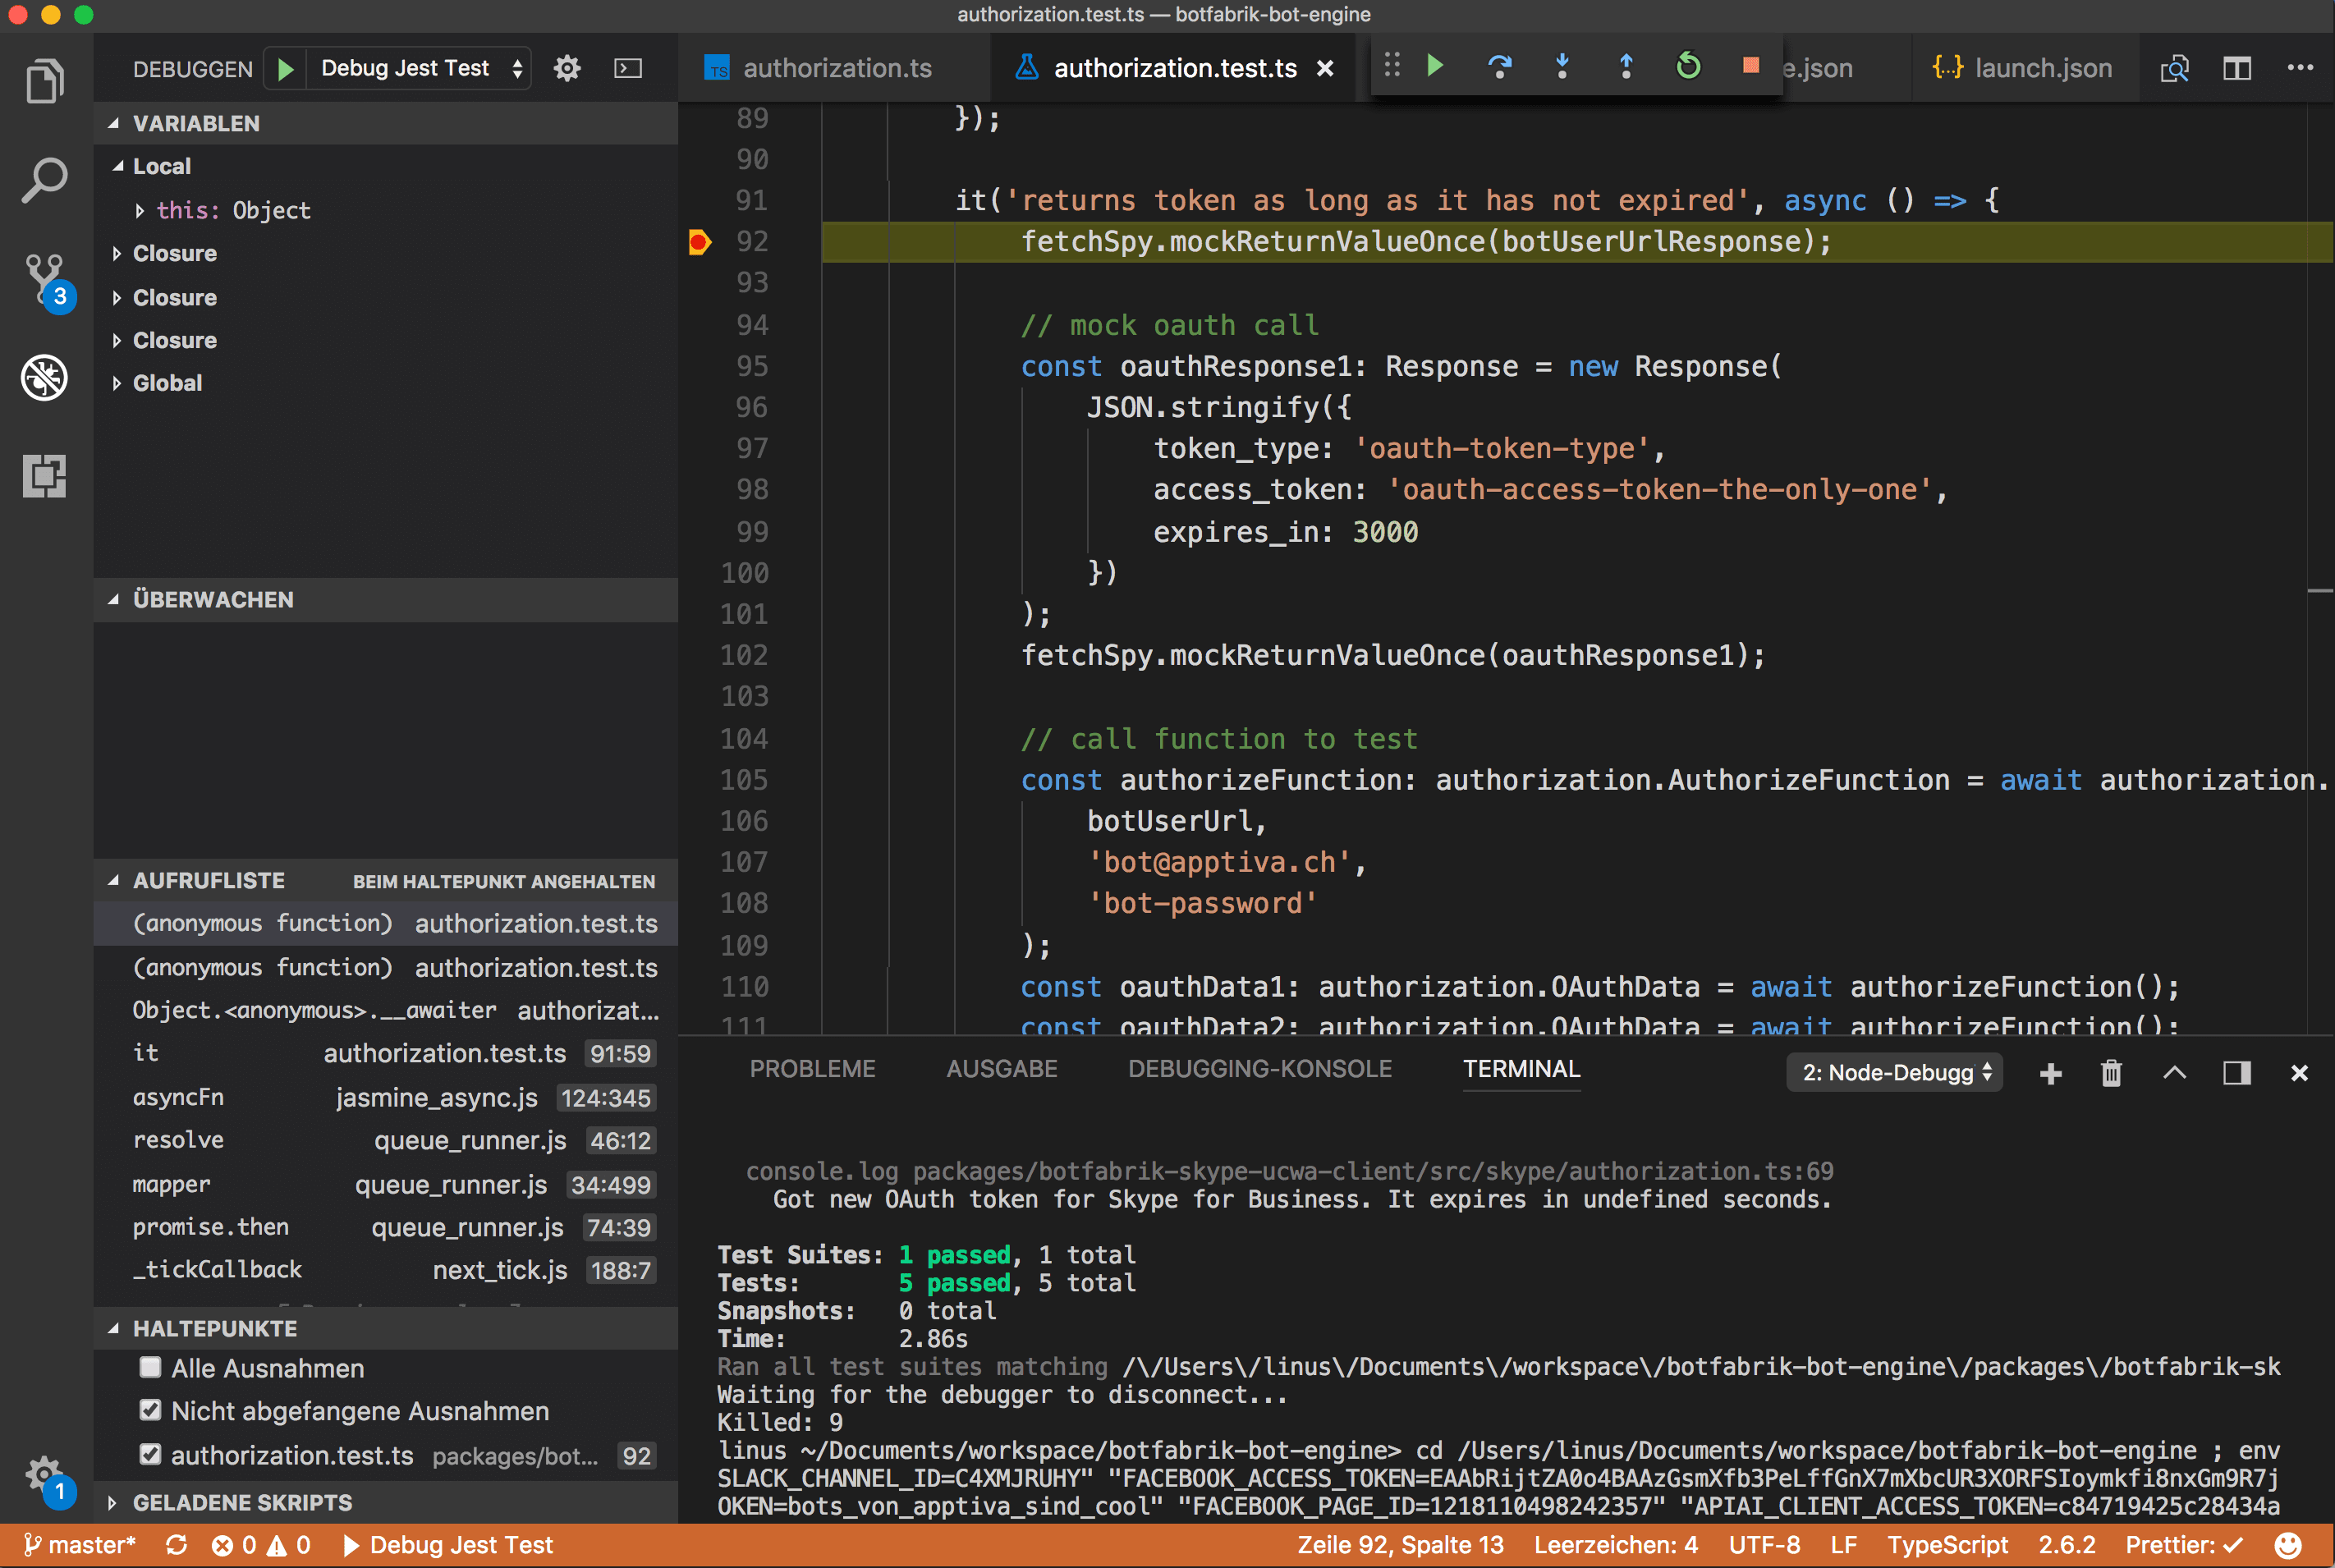 authorization.test.ts — botfabrik-bot-engine
DEBUGGEN Debug Jest Test
VARIABLEN
Local
this: Object
Closure
Closure
Closure
Global
3
ÜBERWACHEN
AUFRUFLISTE BEIM HALTEPUNKT ANGEHALTEN
(anonymous function) authorization.test.ts
(anonymous function) authorization.test.ts
Object.<anonymous>.__awaiter authorizat...
it authorization.test.ts 91:59
asyncFn jasmine_async.js 124:345
resolve queue_runner.js 46:12
mapper queue_runner.js 34:499
promise.then queue_runner.js 74:39
_tickCallback next_tick.js 188:7
HALTEPUNKTE
Alle Ausnahmen
Nicht abgefangene Ausnahmen
authorization.test.ts packages/bot... 92
1
GELADENE SKRIPTS
TS authorization.ts authorization.test.ts × e.json {..} launch.json ...
89 });
90
91 it('returns token as long as it has not expired', async () => {
92 fetchSpy.mockReturnValueOnce(botUserUrlResponse);
93
94 // mock oauth call
95 const oauthResponse1: Response = new Response(
96 JSON.stringify({
97 token_type: 'oauth-token-type',
98 access_token: 'oauth-access-token-the-only-one',
99 expires_in: 3000
100 })
101 );
102 fetchSpy.mockReturnValueOnce(oauthResponse1);
103
104 // call function to test
105 const authorizeFunction: authorization.AuthorizeFunction = await authorization.
106 botUserUrl,
107 'bot@apptiva.ch',
108 'bot-password'
109 );
110 const oauthData1: authorization.OAuthData = await authorizeFunction();
111 const oauthData2: authorization.OAuthData = await authorizeFunction();
PROBLEME AUSGABE DEBUGGING-KONSOLE TERMINAL 2: Node-Debugg
console.log packages/botfabrik-skype-ucwa-client/src/skype/authorization.ts:69
Got new OAuth token for Skype for Business. It expires in undefined seconds.
Test Suites: 1 passed, 1 total
Tests: 5 passed, 5 total
Snapshots: 0 total
Time: 2.86s
Ran all test suites matching /\/Users\/linus\/Documents\/workspace\/botfabrik-bot-engine\/packages\/botfabrik-sk
Waiting for the debugger to disconnect...
Killed: 9
linus ~/Documents/workspace/botfabrik-bot-engine> cd /Users/linus/Documents/workspace/botfabrik-bot-engine ; env
SLACK_CHANNEL_ID=C4XMJRUHY" "FACEBOOK_ACCESS_TOKEN=EAAbRijtZA0o4BAAzGsmXfb3PeLffGnX7mXbcUR3XORFSIoymkfi8nxGm9R7j
OKEN=bots_von_apptiva_sind_cool" "FACEBOOK_PAGE_ID=1218110498242357" "APIAI_CLIENT_ACCESS_TOKEN=c84719425c28434a
master* 0 0 Debug Jest Test Zeile 92, Spalte 13 Leerzeichen: 4 UTF-8 LF TypeScript 2.6.2 Prettier: ✓